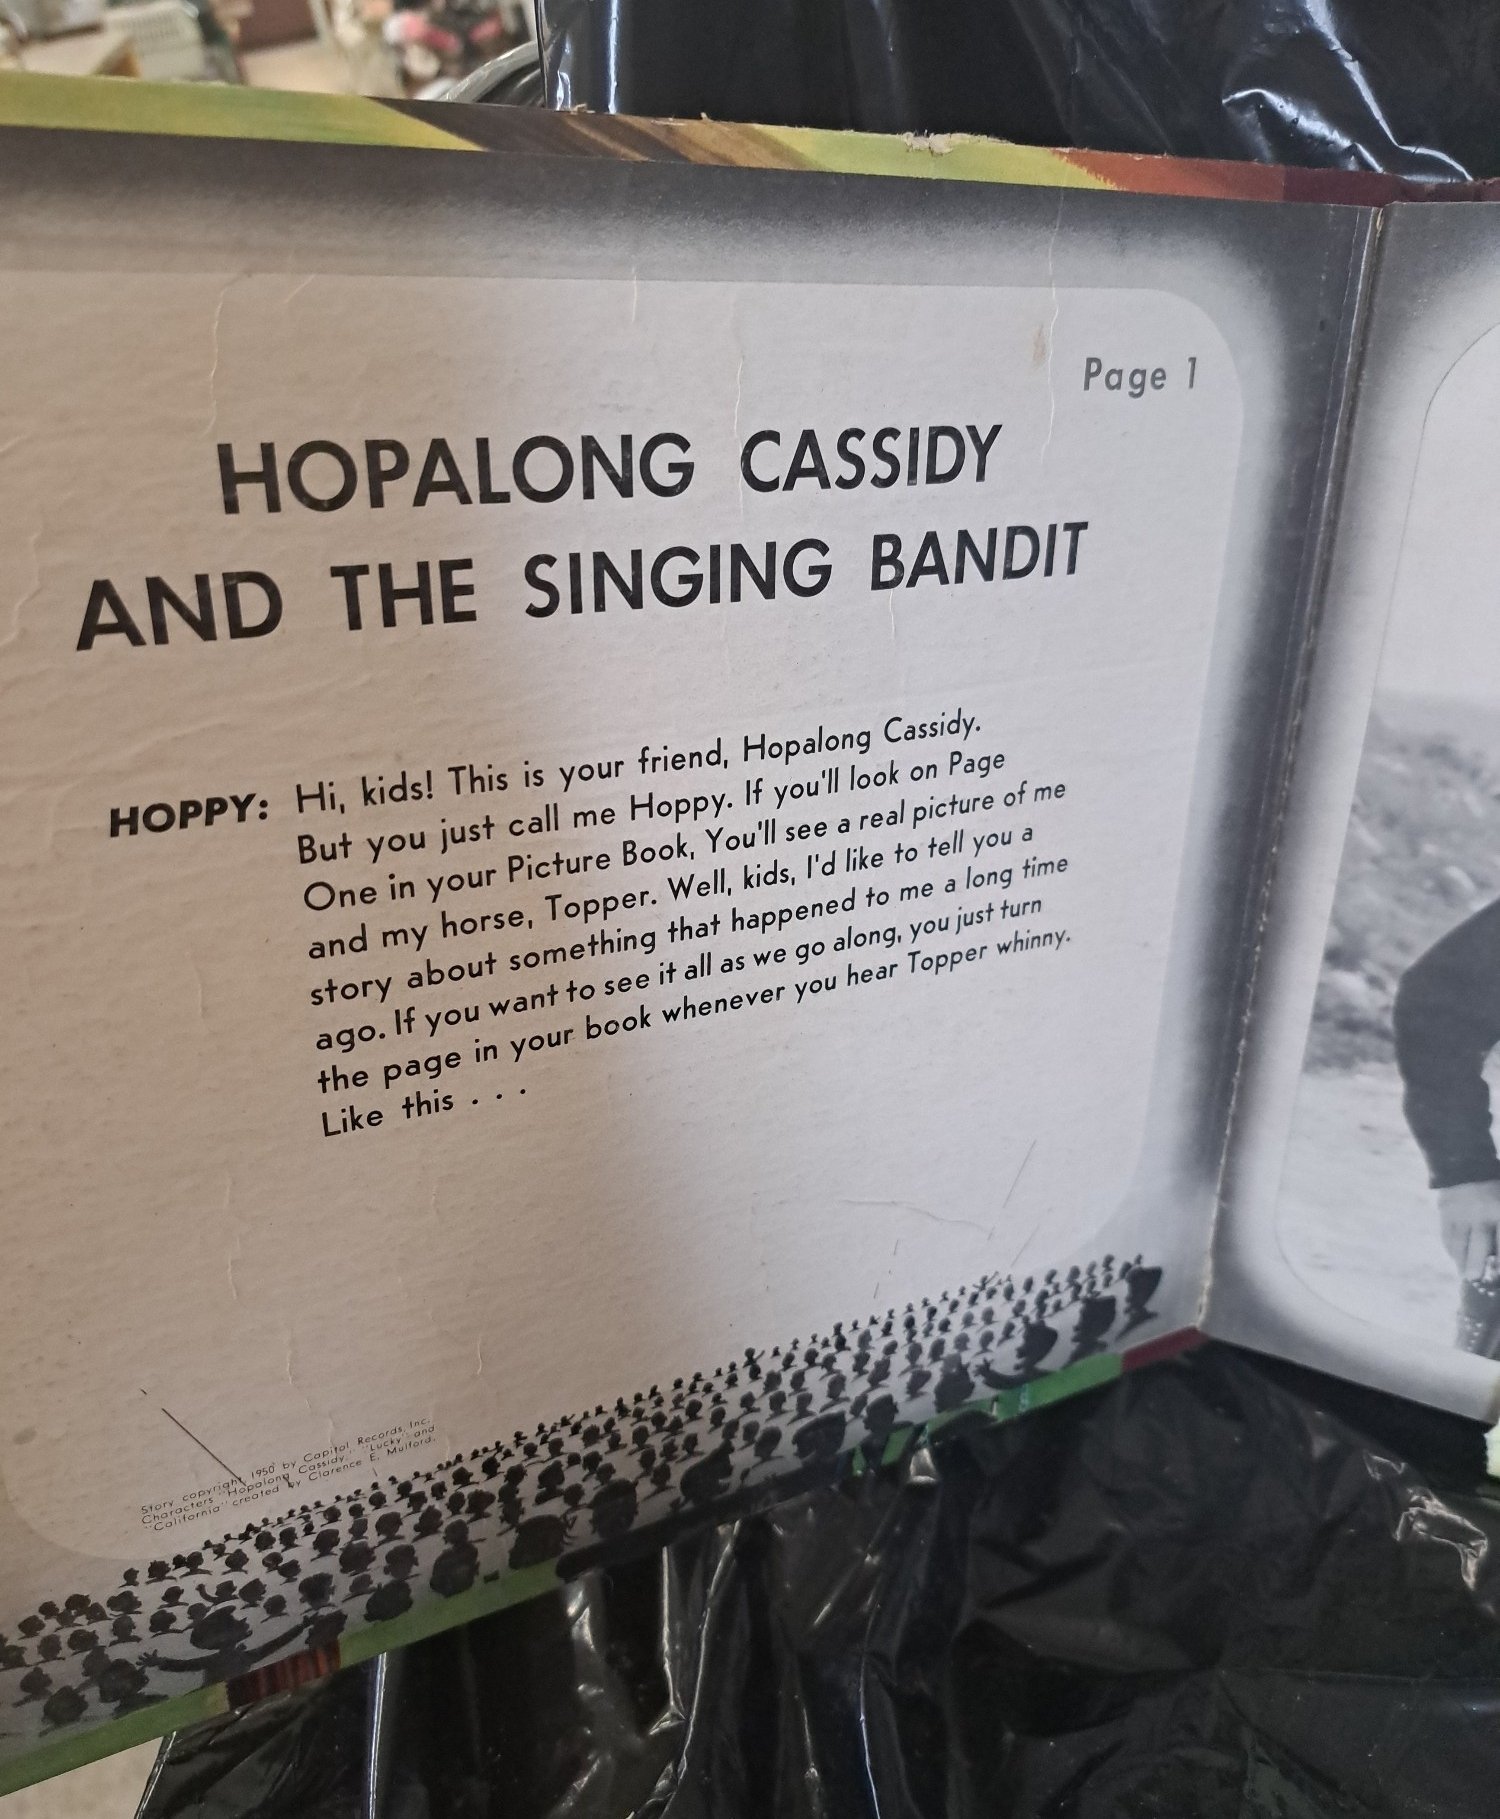 Page 1
HOPALONG CASSIDY
AND THE SINGING BANDIT
HOPPY: Hi, kids! This is your friend, Hopalong Cassidy.
But you just call me Hoppy. If you'll look on Page
One in your Picture Book, You'll see a real picture of me
and my horse, Topper. Well, kids, I'd like to tell you a
story about something that happened to me a long time
ago. If you want to see it all as we go along, you just turn
the page in your book whenever you hear Topper whinny.
Like this . . .
Story copyright 1950 by Capitol Records, Inc.
Characters "Hopalong Cassidy," "Lucky" and
"California" created by Clarence E. Mulford.